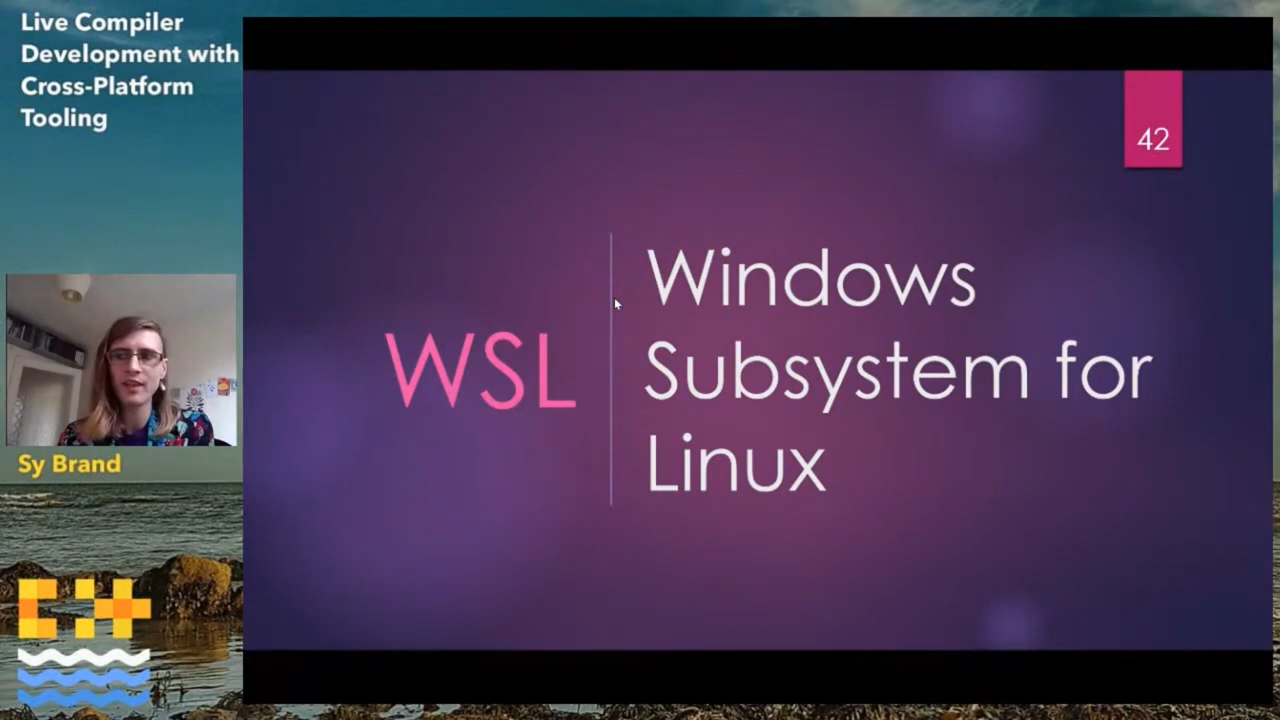 Live Compiler
Development with
Cross-Platform
Tooling
42
WSL
Windows
Subsystem for
Linux
Sy Brand
C++